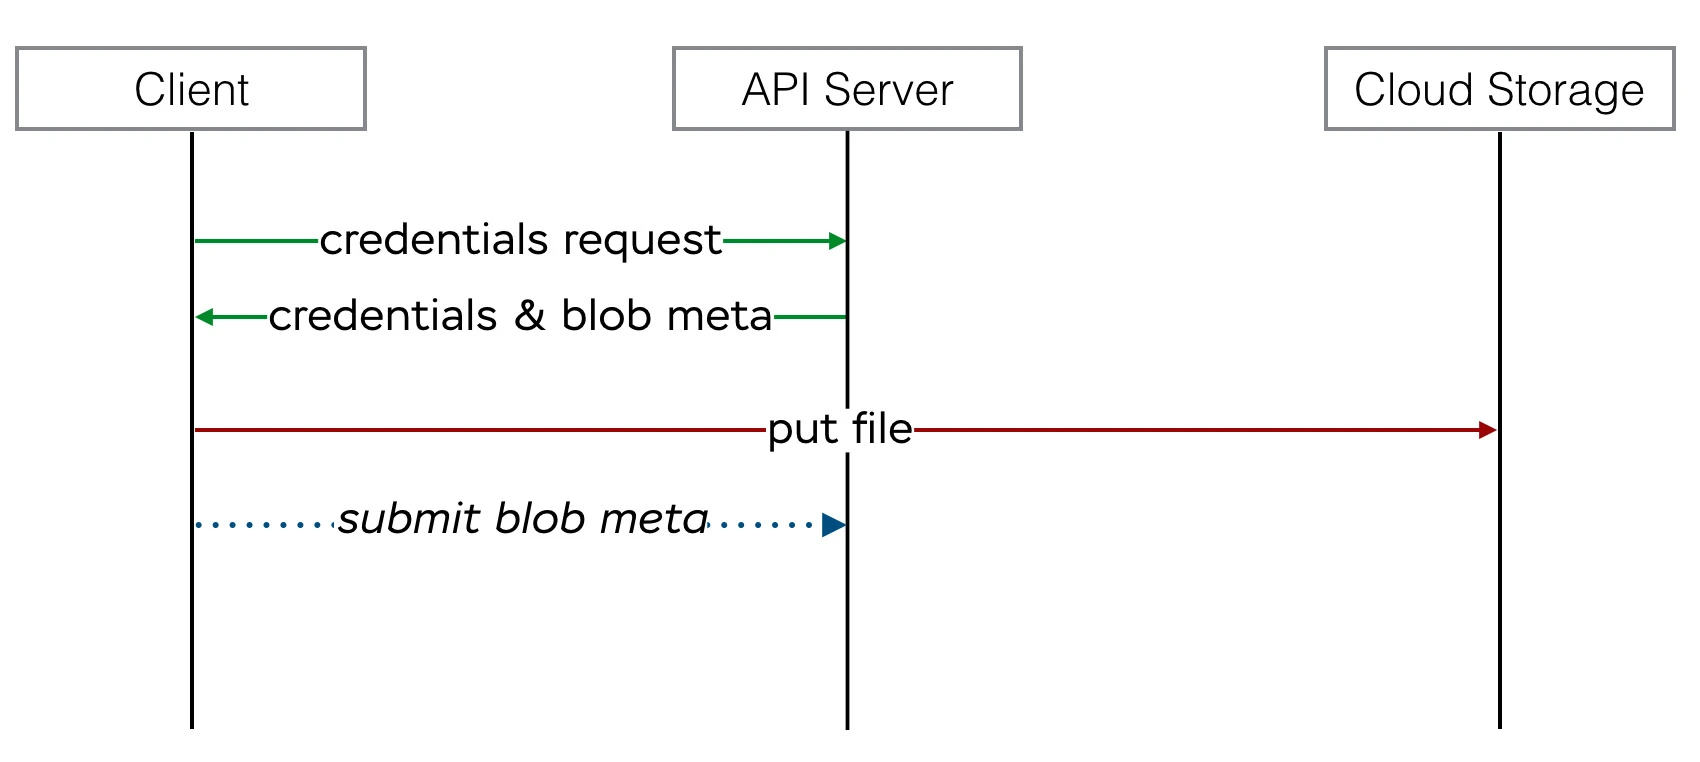 Client
API Server
Cloud Storage
credentials request
credentials & blob meta
put file
submit blob meta